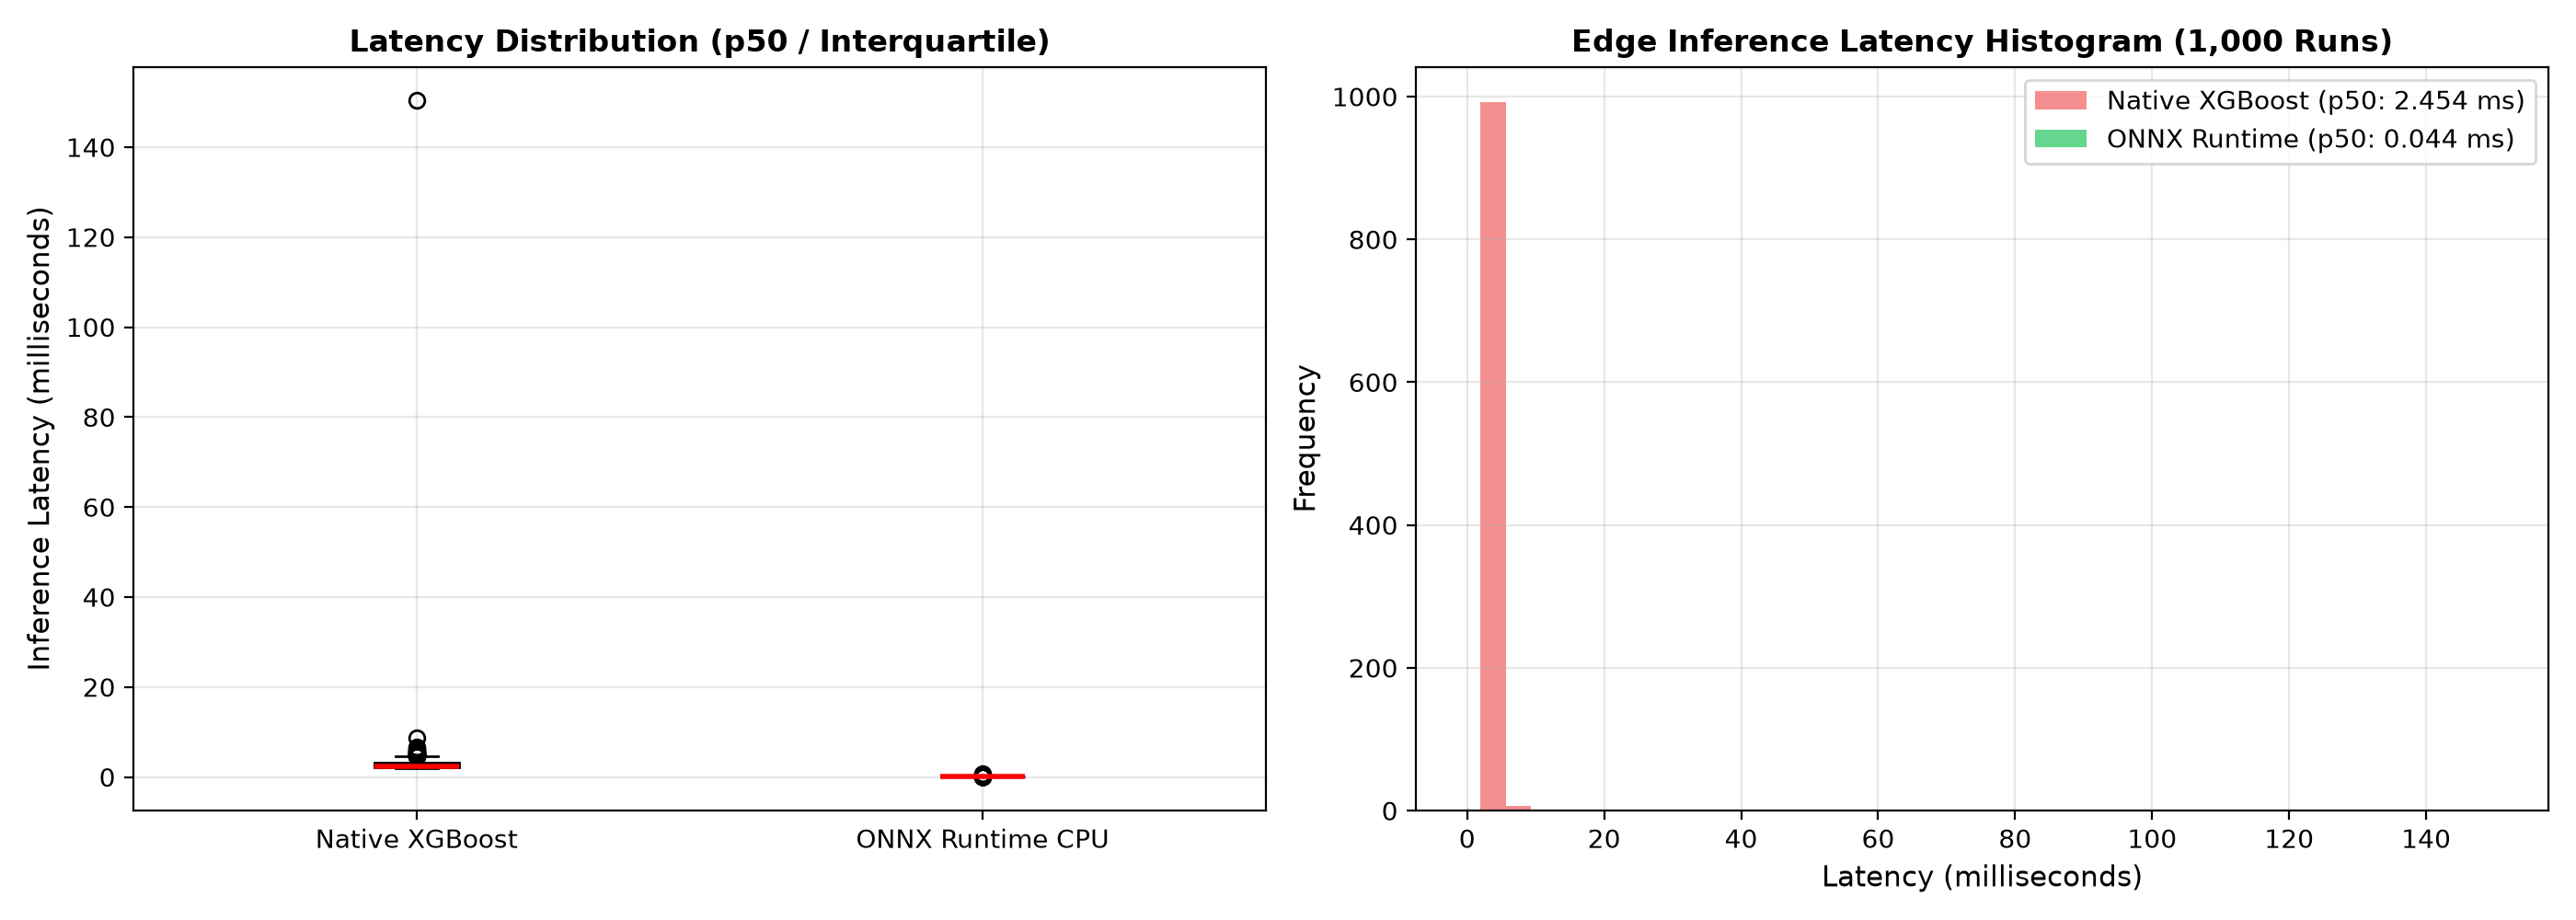 Latency Distribution (p50 / Interquartile)
Inference Latency (milliseconds)
140
120
100
80
60
40
20
0
Native XGBoost
ONNX Runtime CPU
Edge Inference Latency Histogram (1,000 Runs)
Native XGBoost (p50: 2.454 ms)
ONNX Runtime (p50: 0.044 ms)
Frequency
1000
800
600
400
200
0
0
20
40
60
80
100
120
140
Latency (milliseconds)